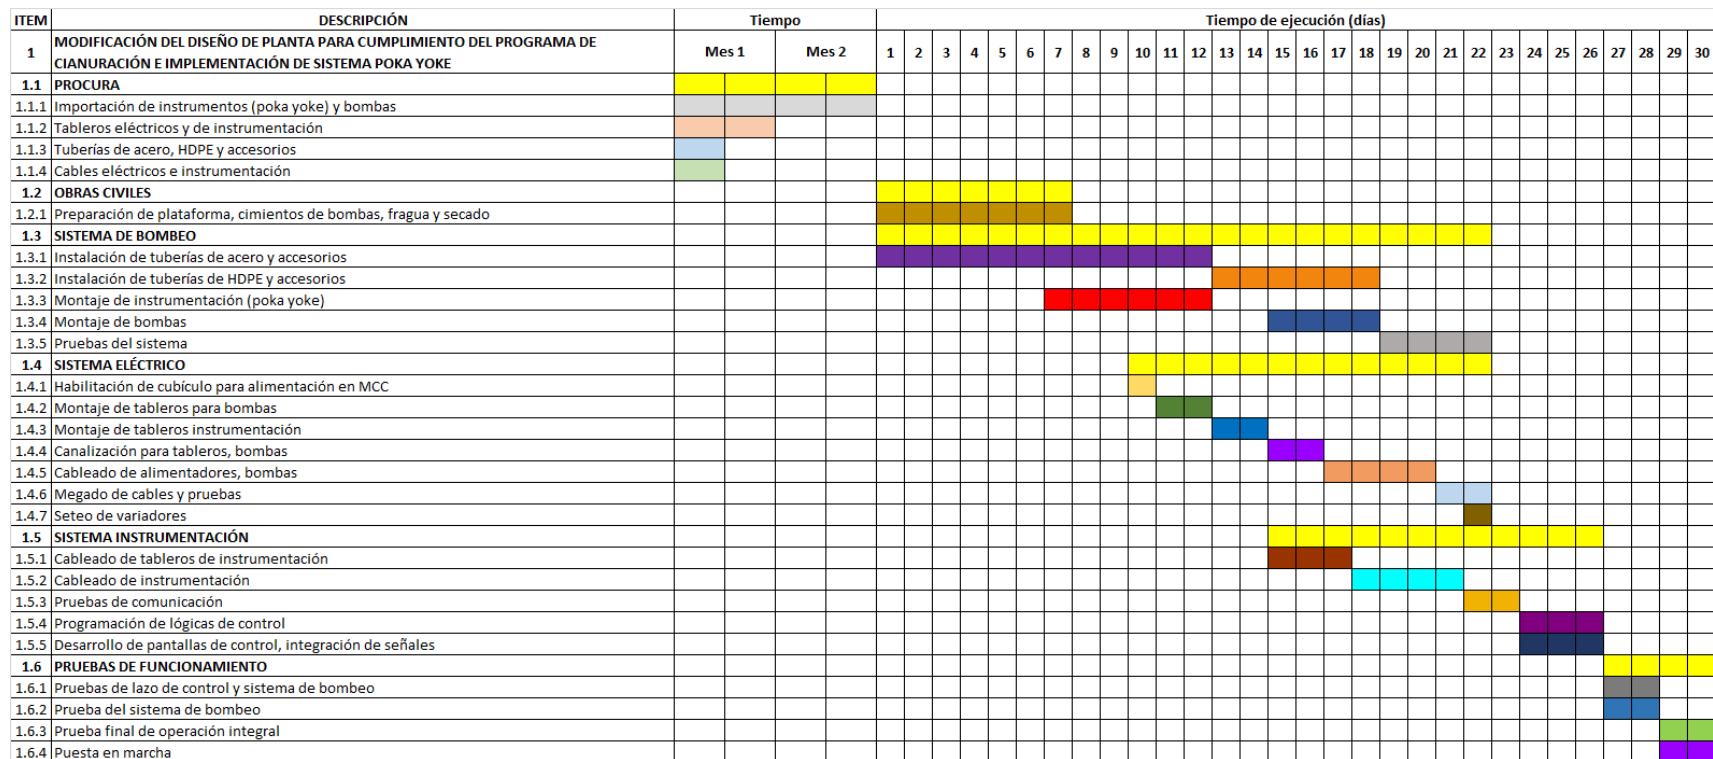 ITEM DESCRIPCIÓN Tiempo Tiempo de ejecución (días)
1 MODIFICACIÓN DEL DISEÑO DE PLANTA PARA CUMPLIMIENTO DEL PROGRAMA DE
CIANURACIÓN E IMPLEMENTACIÓN DE SISTEMA POKA YOKE
Mes 1 Mes 2 1 2 3 4 5 6 7 8 9 10 11 12 13 14 15 16 17 18 19 20 21 22 23 24 25 26 27 28 29 30
1.1 PROCURA
1.1.1 Importación de instrumentos (poka yoke) y bombas
1.1.2 Tableros eléctricos y de instrumentación
1.1.3 Tuberías de acero, HDPE y accesorios
1.1.4 Cables eléctricos e instrumentación
1.2 OBRAS CIVILES
1.2.1 Preparación de plataforma, cimientos de bombas, fragua y secado
1.3 SISTEMA DE BOMBEO
1.3.1 Instalación de tuberías de acero y accesorios
1.3.2 Instalación de tuberías de HDPE y accesorios
1.3.3 Montaje de instrumentación (poka yoke)
1.3.4 Montaje de bombas
1.3.5 Pruebas del sistema
1.4 SISTEMA ELÉCTRICO
1.4.1 Habilitación de cubículo para alimentación en MCC
1.4.2 Montaje de tableros para bombas
1.4.3 Montaje de tableros instrumentación
1.4.4 Canalización para tableros, bombas
1.4.5 Cableado de alimentadores, bombas
1.4.6 Megado de cables y pruebas
1.4.7 Seteo de variadores
1.5 SISTEMA INSTRUMENTACIÓN
1.5.1 Cableado de tableros de instrumentación
1.5.2 Cableado de instrumentación
1.5.3 Pruebas de comunicación
1.5.4 Programación de lógicas de control
1.5.5 Desarrollo de pantallas de control, integración de señales
1.6 PRUEBAS DE FUNCIONAMIENTO
1.6.1 Pruebas de lazo de control y sistema de bombeo
1.6.2 Prueba del sistema de bombeo
1.6.3 Prueba final de operación integral
1.6.4 Puesta en marcha